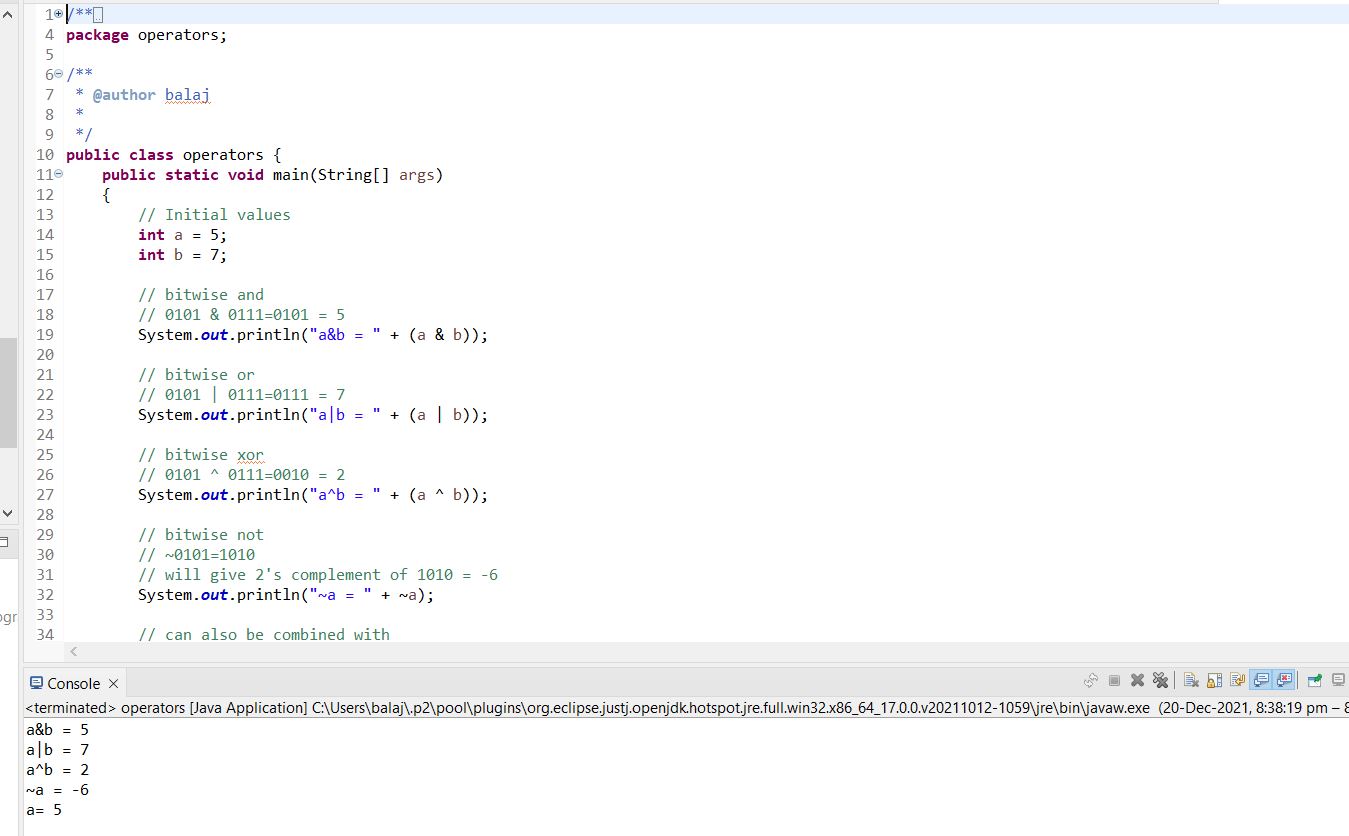 1 /**
4 package operators;
5
6 /**
7  * @author balaj
8  *
9  */
10 public class operators {
11     public static void main(String[] args)
12     {
13         // Initial values
14         int a = 5;
15         int b = 7;
16
17         // bitwise and
18         // 0101 & 0111=0101 = 5
19         System.out.println("a&b = " + (a & b));
20
21         // bitwise or
22         // 0101 | 0111=0111 = 7
23         System.out.println("a|b = " + (a | b));
24
25         // bitwise xor
26         // 0101 ^ 0111=0010 = 2
27         System.out.println("a^b = " + (a ^ b));
28
29         // bitwise not
30         // ~0101=1010
31         // will give 2's complement of 1010 = -6
32         System.out.println("~a = " + ~a);
33
ogr
34         // can also be combined with
Console
<terminated> operators [Java Application] C:\Users\balaj\.p2\pool\plugins\org.eclipse.justj.openjdk.hotspot.jre.full.win32.x86_64_17.0.0.v20211012-1059\jre\bin\javaw.exe (20-Dec-2021, 8:38:19 pm – 8
a&b = 5
a|b = 7
a^b = 2
~a = -6
a= 5